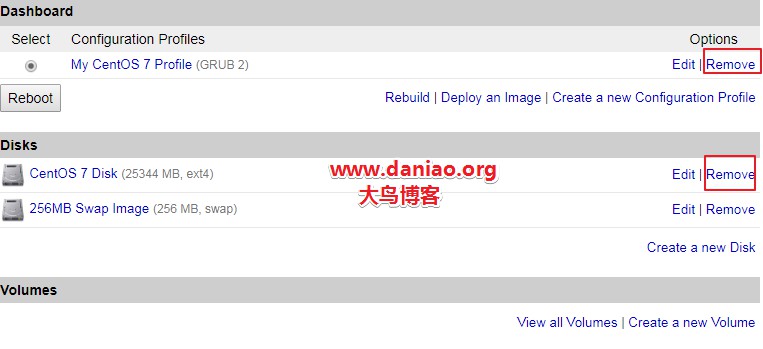 Dashboard
Select Configuration Profiles Options
My CentOS 7 Profile (GRUB 2) Edit | Remove
Reboot Rebuild | Deploy an Image | Create a new Configuration Profile
Disks
CentOS 7 Disk (25344 MB, ext4) Edit | Remove
www.daniao.org
大鸟博客
256MB Swap Image (256 MB, swap) Edit | Remove
Create a new Disk
Volumes
View all Volumes | Create a new Volume